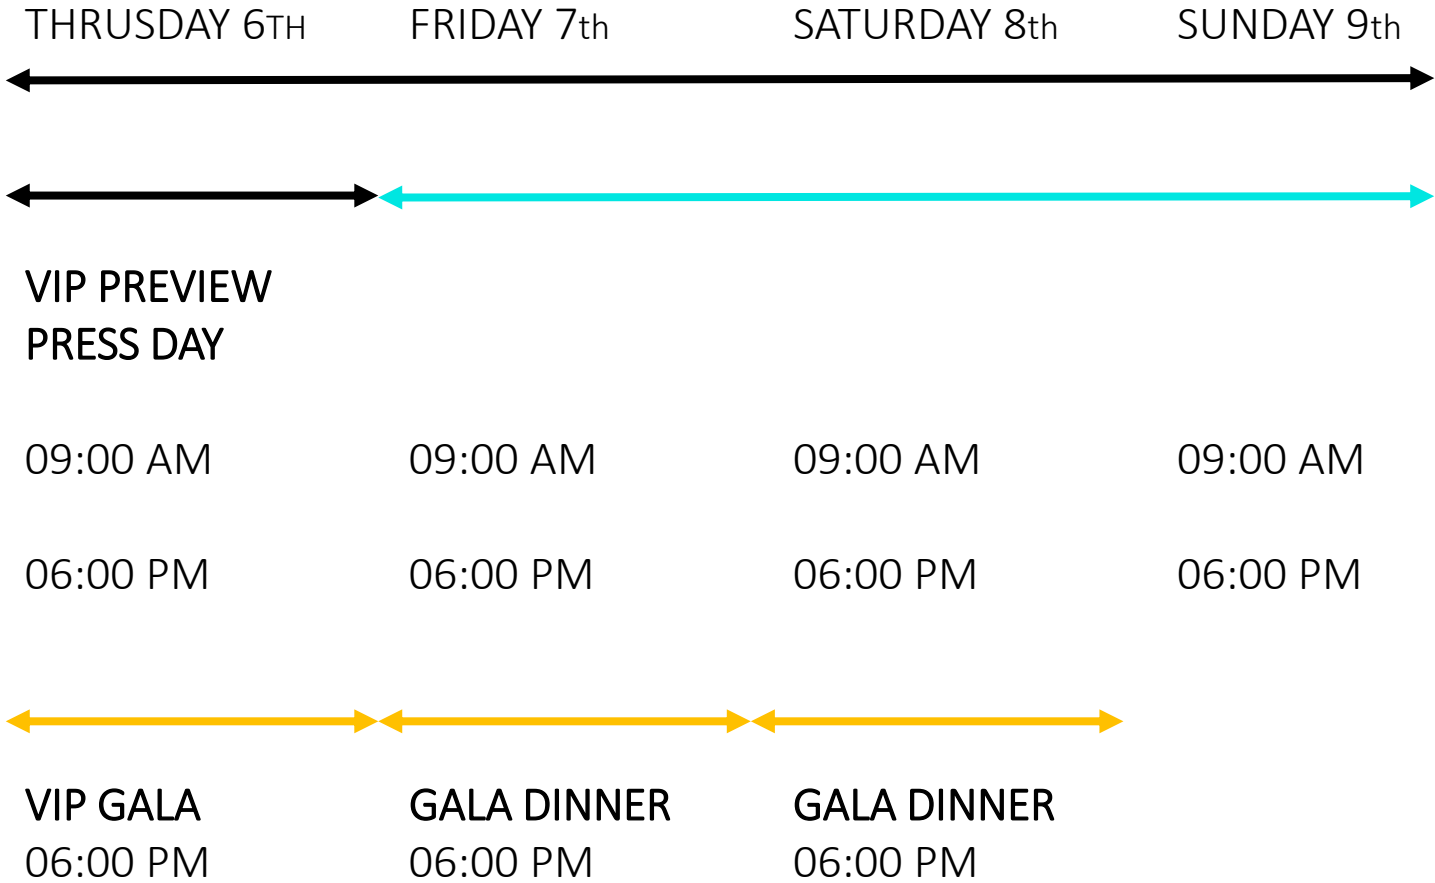 THRUSDAY 6TH FRIDAY 7th SATURDAY 8th SUNDAY 9th
VIP PREVIEW
PRESS DAY
09:00 AM 09:00 AM 09:00 AM 09:00 AM
06:00 PM 06:00 PM 06:00 PM 06:00 PM
VIP GALA GALA DINNER GALA DINNER
06:00 PM 06:00 PM 06:00 PM